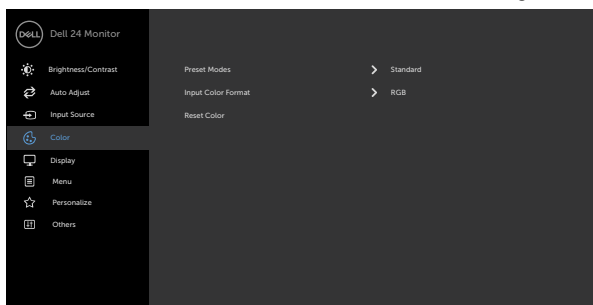 DELL Dell 24 Monitor
Brightness/Contrast Preset Modes Standard
Auto Adjust Input Color Format RGB
Input Source Reset Color
Color
Display
Menu
Personalize
Others